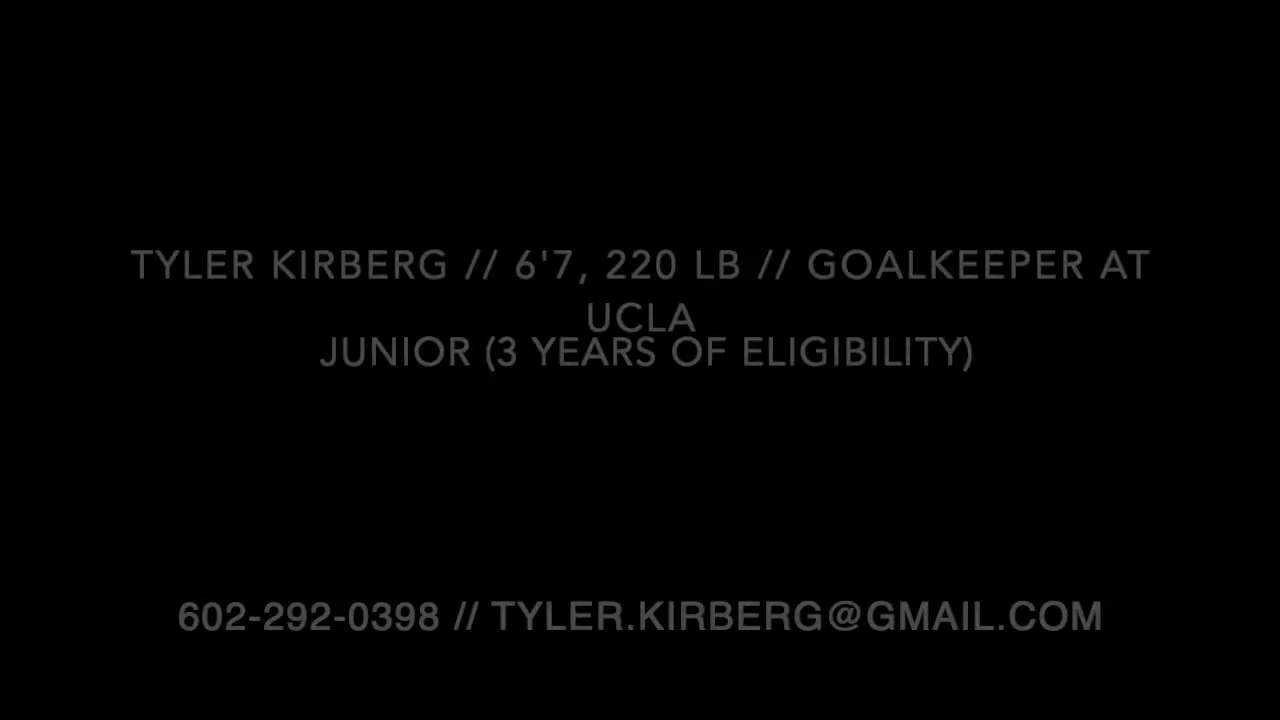 TYLER KIRBERG // 6'7, 220 LB // GOALKEEPER AT
UCLA
JUNIOR (3 YEARS OF ELIGIBILITY)
602-292-0398 // TYLER.KIRBERG@GMAIL.COM